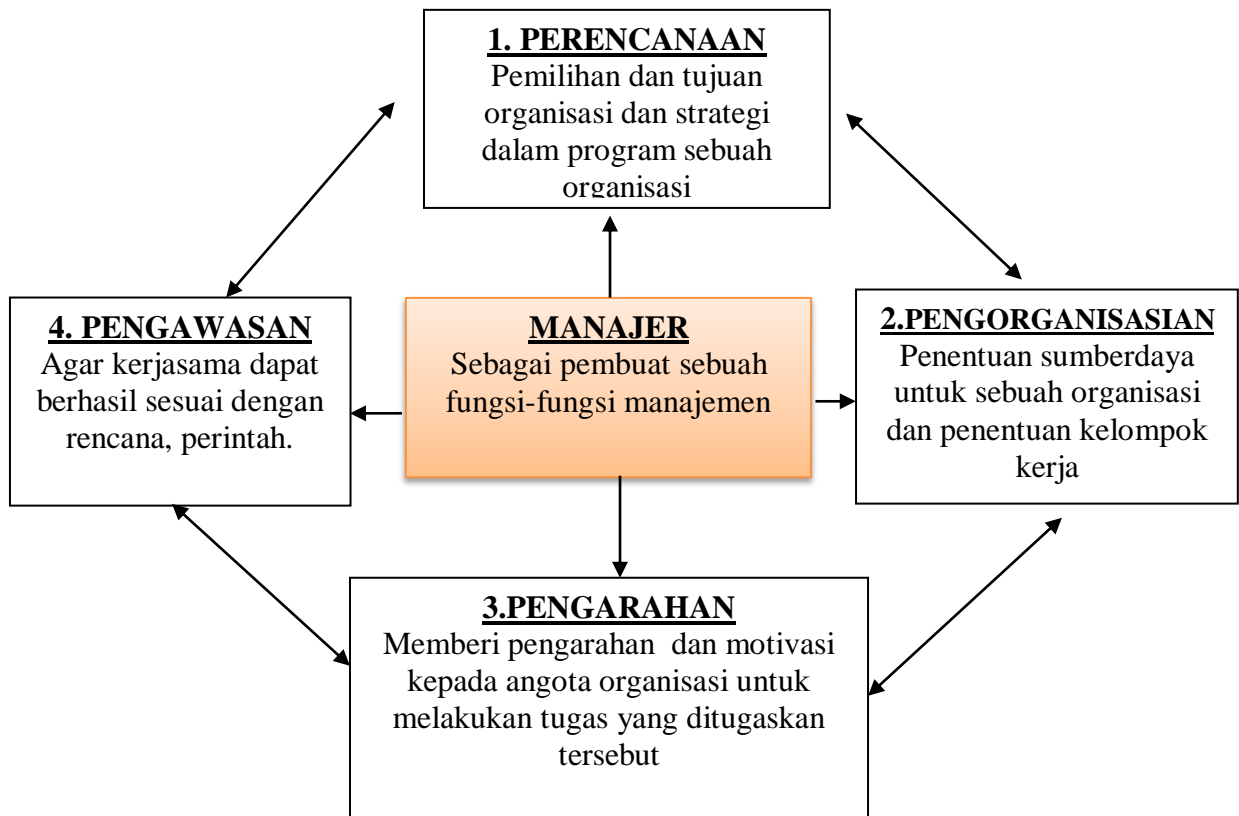 1. PERENCANAAN
Pemilihan dan tujuan
organisasi dan strategi
dalam program sebuah
organisasi
4. PENGAWASAN
Agar kerjasama dapat
berhasil sesuai dengan
rencana, perintah.
MANAJER
Sebagai pembuat sebuah
fungsi-fungsi manajemen
2.PENGORGANISASIAN
Penentuan sumberdaya
untuk sebuah organisasi
dan penentuan kelompok
kerja
3.PENGARAHAN
Memberi pengarahan  dan motivasi
kepada angota organisasi untuk
melakukan tugas yang ditugaskan
tersebut